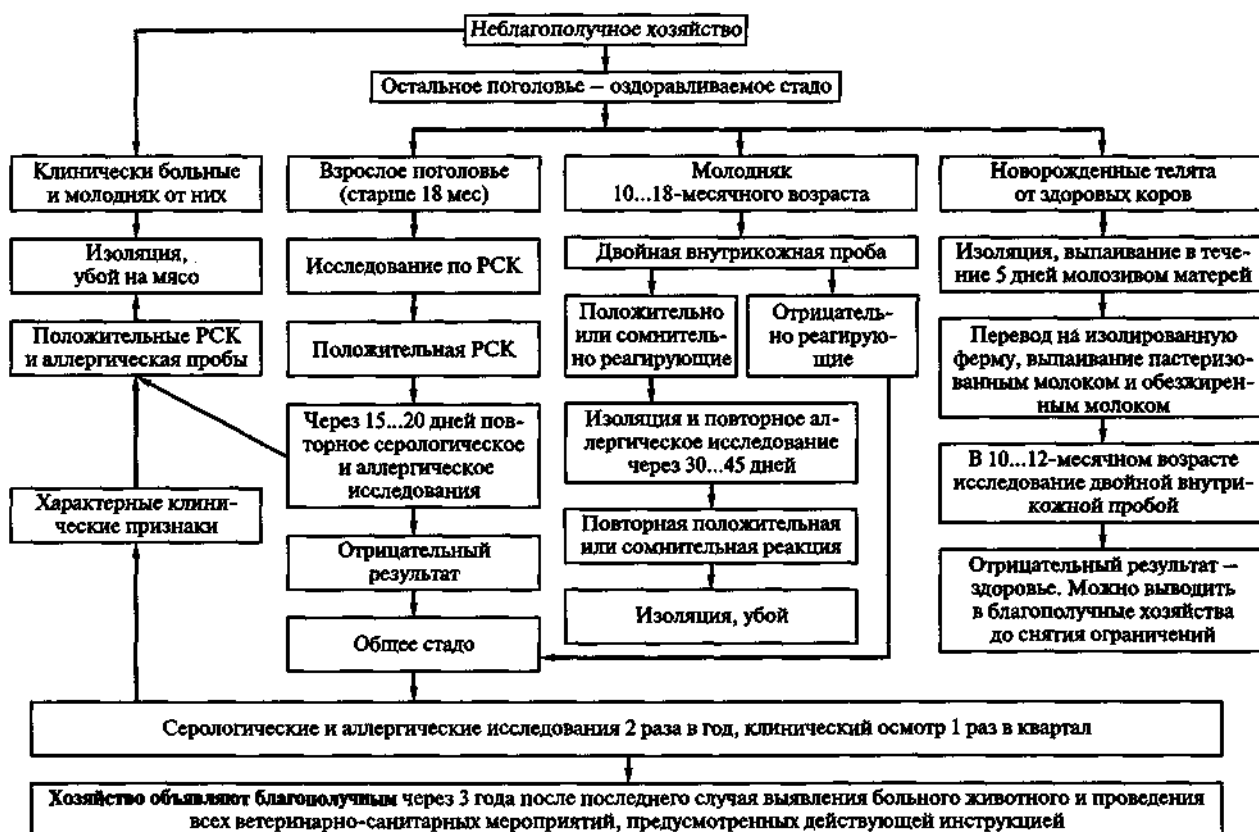 Неблагополучное хозяйство
Остальное поголовье – оздоравливаемое стадо
Клинически больные
и молодняк от них
Изоляция,
убой на мясо
Положительные РСК
и аллергическая пробы
Характерные клини-
ческие признаки
Взрослое поголовье
(старше 18 мес)
Исследование по РСК
Положительная РСК
Через 15...20 дней пов-
торное серологическое
и аллергическое
исследования
Отрицательный
результат
Общее стадо
Молодняк
10...18-месячного возраста
Двойная внутрикожная проба
Положительно
или сомнитель-
но реагирующие
Отрицатель-
но реагирую-
щие
Изоляция и повторное ал-
лергическое исследование
через 30...45 дней
Повторная положительная
или сомнительная реакция
Изоляция, убой
Новорожденные телята
от здоровых коров
Изоляция, выпаивание в тече-
ние 5 дней молозивом матерей
Перевод на изолированную
ферму, выпаивание пастеризо-
ванным молоком и обезжирен-
ным молоком
В 10...12-месячном возрасте
исследование двойной внутри-
кожной пробой
Отрицательный результат –
здоровье. Можно выводить
в благополучные хозяйства
до снятия ограничений
Серологические и аллергические исследования 2 раза в год, клинический осмотр 1 раз в квартал
Хозяйство объявляют благополучным через 3 года после последнего случая выявления больного животного и проведения
всех ветеринарно-санитарных мероприятий, предусмотренных действующей инструкцией